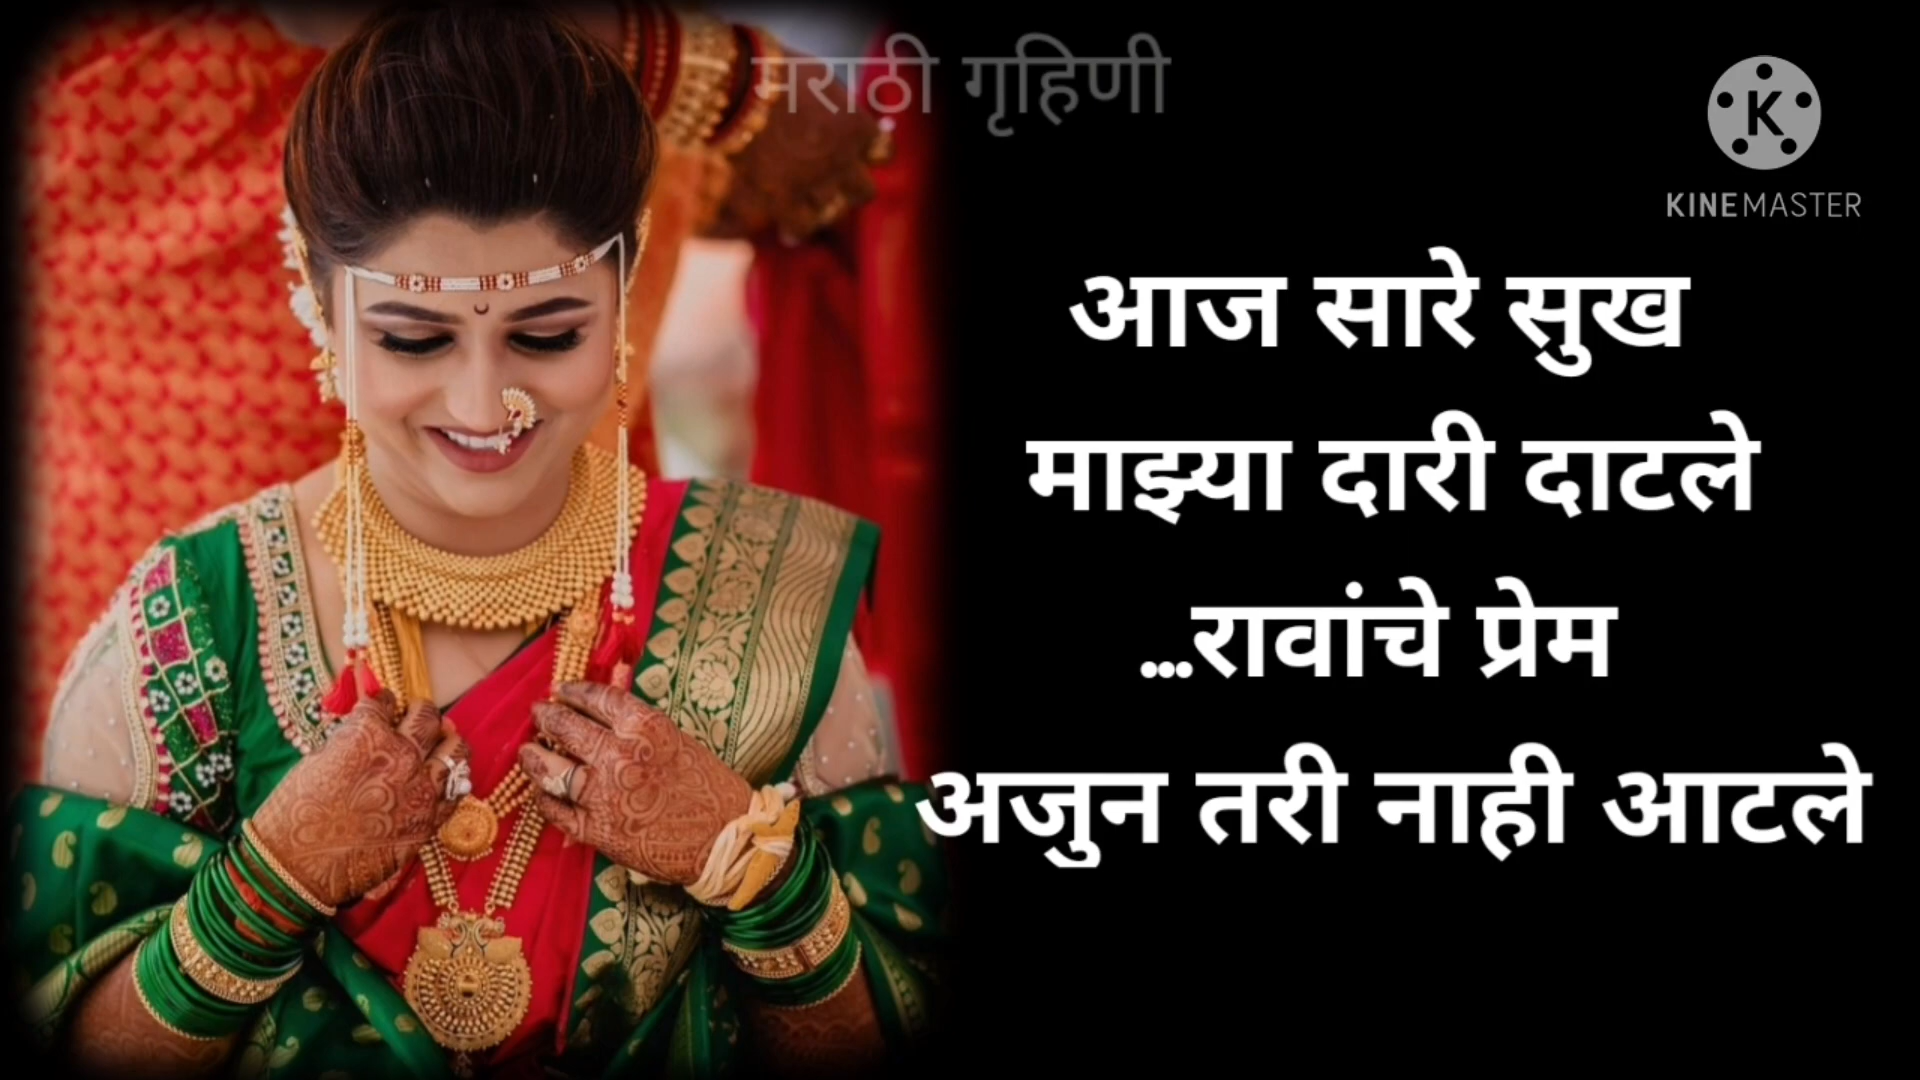 मराठी गृहिणी
K
KINEMASTER
आज सारे सुख
माझ्या दारी दाटले
...रावांचे प्रेम
अजुन तरी नाही आटले